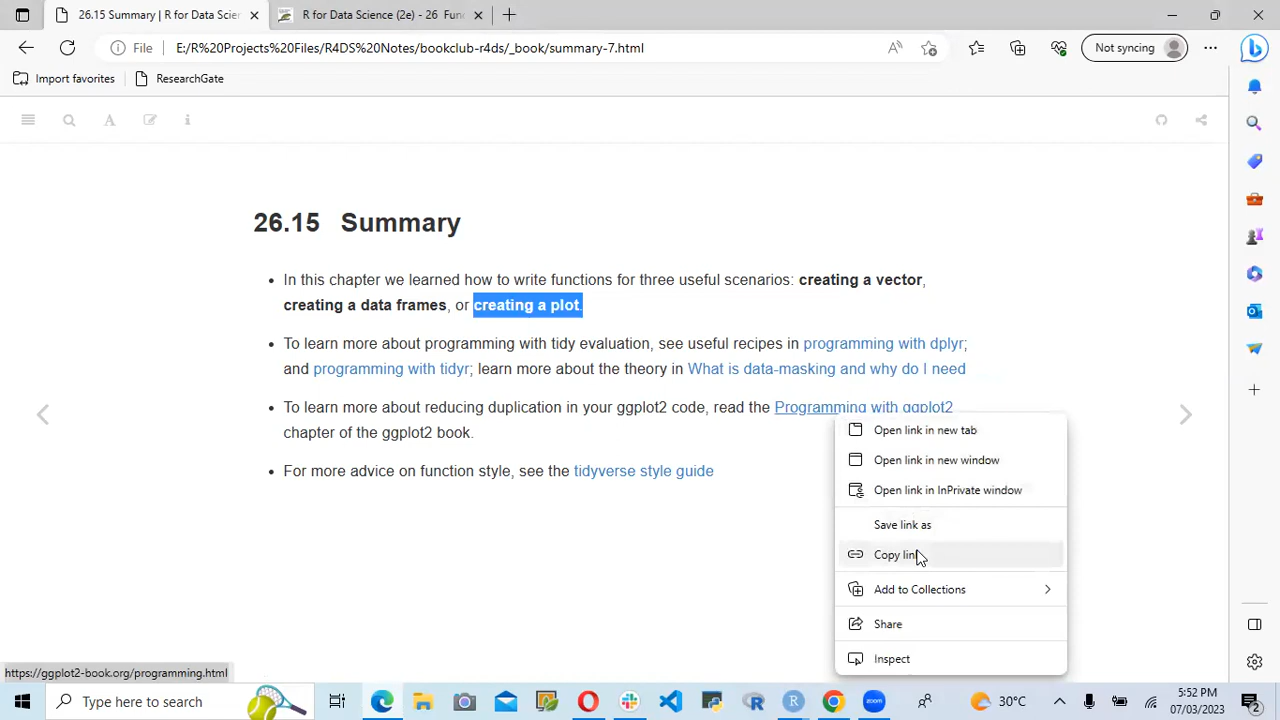 26.15 Summary | R for Data Scien
R for Data Science (2e) - 26 Fun
File
E:/R%20Projects%20Files/R4DS%20Notes/bookclub-r4ds/_book/summary-7.html
Not syncing
Import favorites
ResearchGate
26.15 Summary
• In this chapter we learned how to write functions for three useful scenarios: creating a vector,
creating a data frames, or creating a plot.
• To learn more about programming with tidy evaluation, see useful recipes in programming with dplyr;
and programming with tidyr; learn more about the theory in What is data-masking and why do I need
• To learn more about reducing duplication in your ggplot2 code, read the Programming with ggplot2
chapter of the ggplot2 book.
• For more advice on function style, see the tidyverse style guide
Open link in new tab
Open link in new window
Open link in InPrivate window
Save link as
Copy link
Add to Collections
Share
Inspect
https://ggplot2-book.org/programming.html
Type here to search
zoom
30°C
5:52 PM
07/03/2023
2